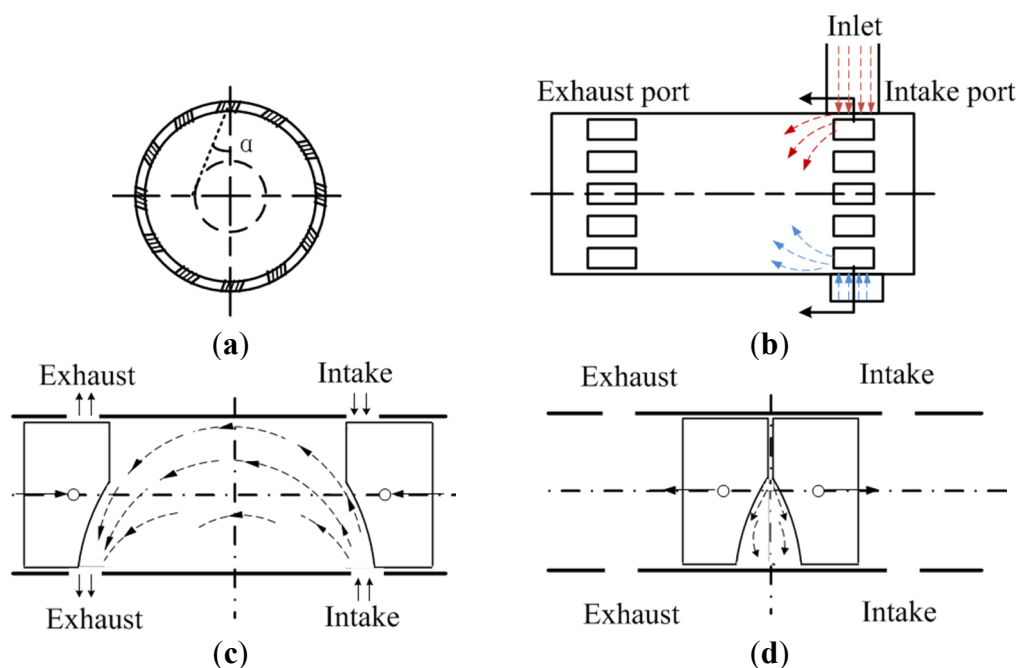 α
(a)
Inlet
Exhaust port
Intake port
(b)
Exhaust
Intake
Exhaust
Intake
(c)
Exhaust
Intake
Exhaust
Intake
(d)